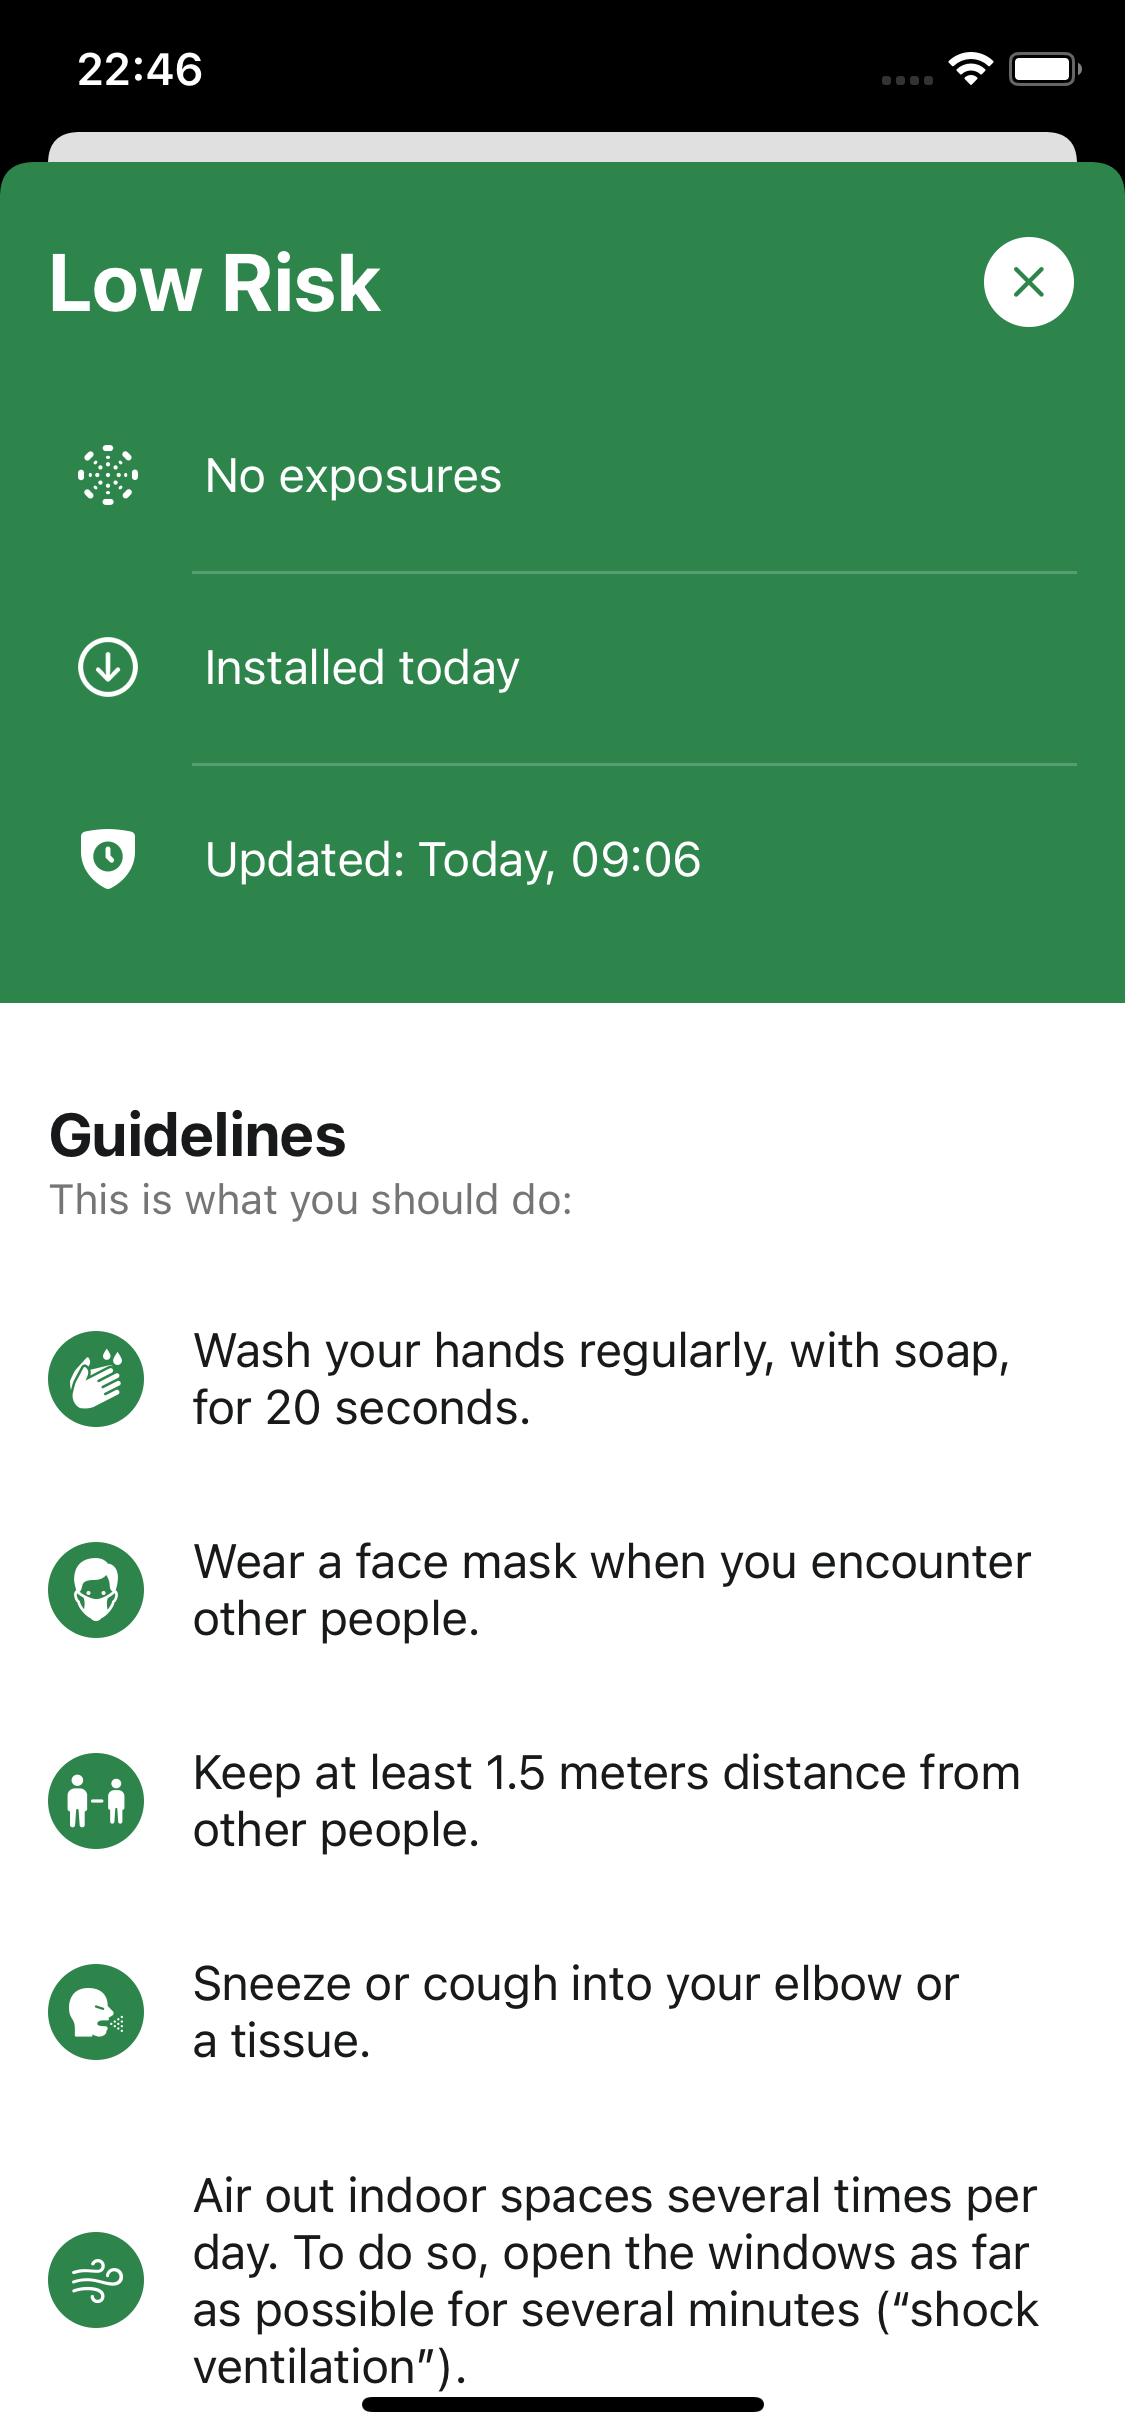 22:46
Low Risk
No exposures
Installed today
Updated: Today, 09:06
Guidelines
This is what you should do:
Wash your hands regularly, with soap,
for 20 seconds.
Wear a face mask when you encounter
other people.
Keep at least 1.5 meters distance from
other people.
Sneeze or cough into your elbow or
a tissue.
Air out indoor spaces several times per
day. To do so, open the windows as far
as possible for several minutes (“shock
ventilation”).